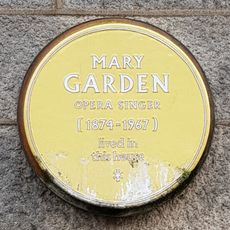 MARY
GARDEN
OPERA SINGER
(1874-1967)
lived in
this house